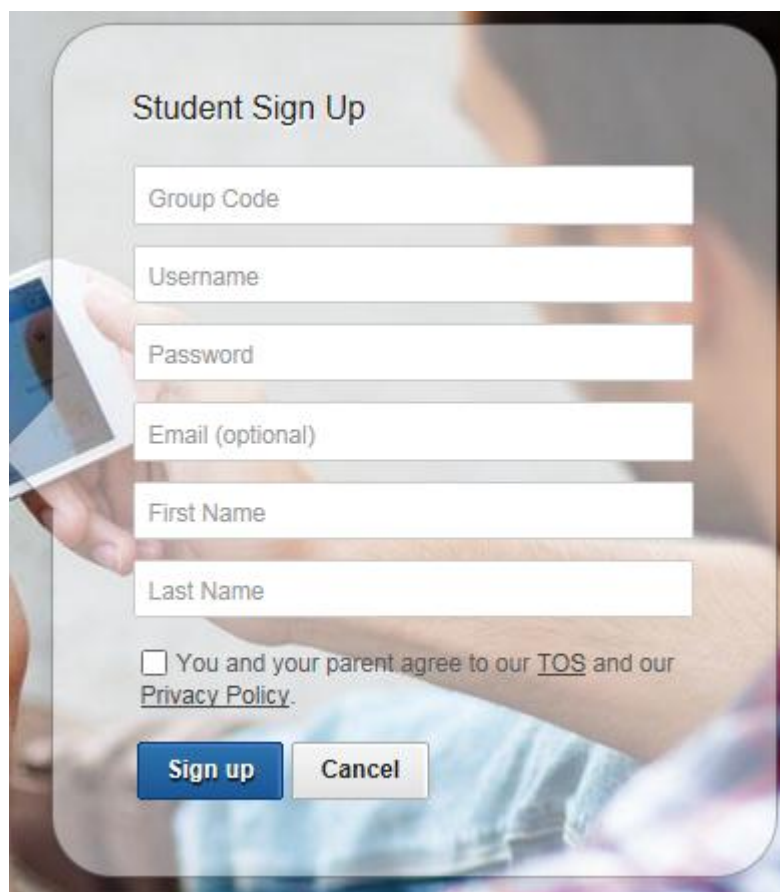 Student Sign Up
Group Code
Username
Password
Email (optional)
First Name
Last Name
You and your parent agree to our TOS and our
Privacy Policy.
Sign up Cancel